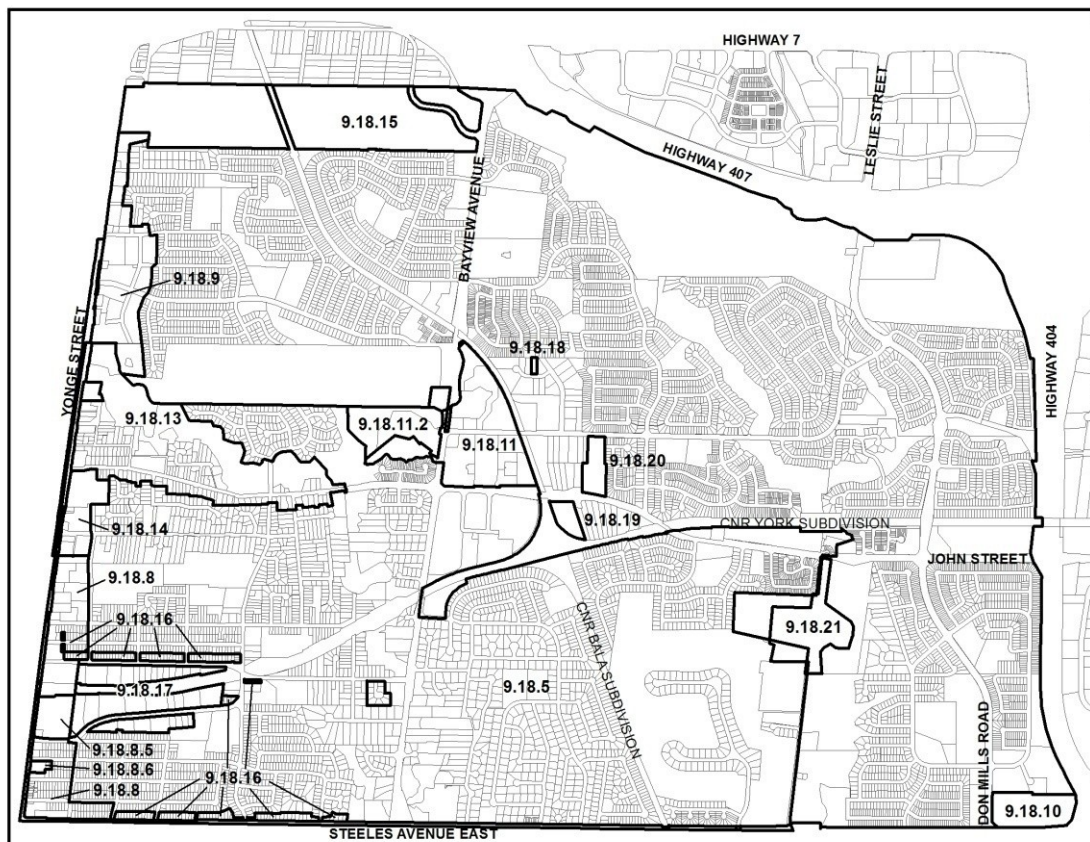 HIGHWAY 7
LESLIE STREET
9.18.15
HIGHWAY 407
BAYVIEW AVENUE
9.18.9
YONGE STREET
9.18.18
HIGHWAY 404
9.18.13
9.18.11.2
9.18.11
9.18.20
9.18.19
CNR YORK SUBDIVISION
9.18.14
JOHN STREET
9.18.8
9.18.16
9.18.21
9.18.17
9.18.5
CNR BALA SUBDIVISION
9.18.8.5
9.18.8.6
9.18.16
9.18.8
DON MILLS ROAD
9.18.10
STEELES AVENUE EAST